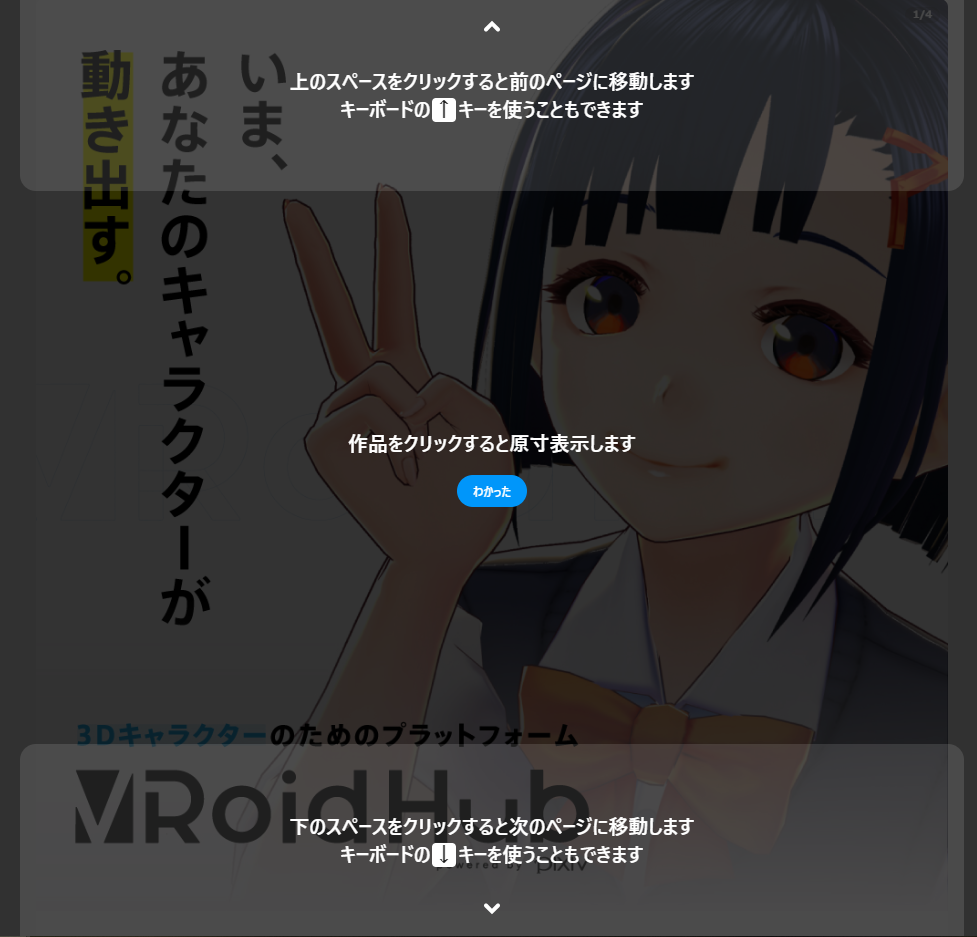 1/4
上のスペースをクリックすると前のページに移動します
キーボードの↑キーを使うこともできます
いま、
あなたのキャラクターが
動き出す。
作品をクリックすると原寸表示します
わかった
3Dキャラクターのためのプラットフォーム
VRoidHub
powered by pixiv
下のスペースをクリックすると次のページに移動します
キーボードの↓キーを使うこともできます